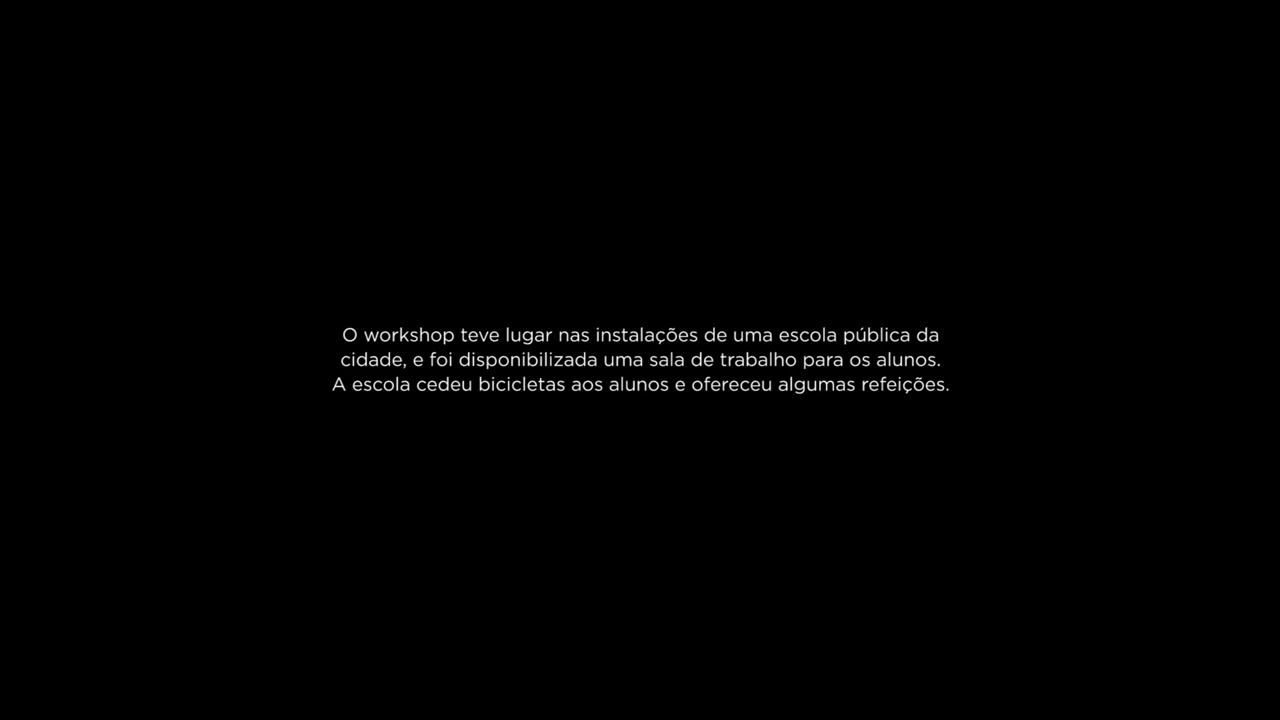 O workshop teve lugar nas instalações de uma escola pública da
cidade, e foi disponibilizada uma sala de trabalho para os alunos.
A escola cedeu bicicletas aos alunos e ofereceu algumas refeições.